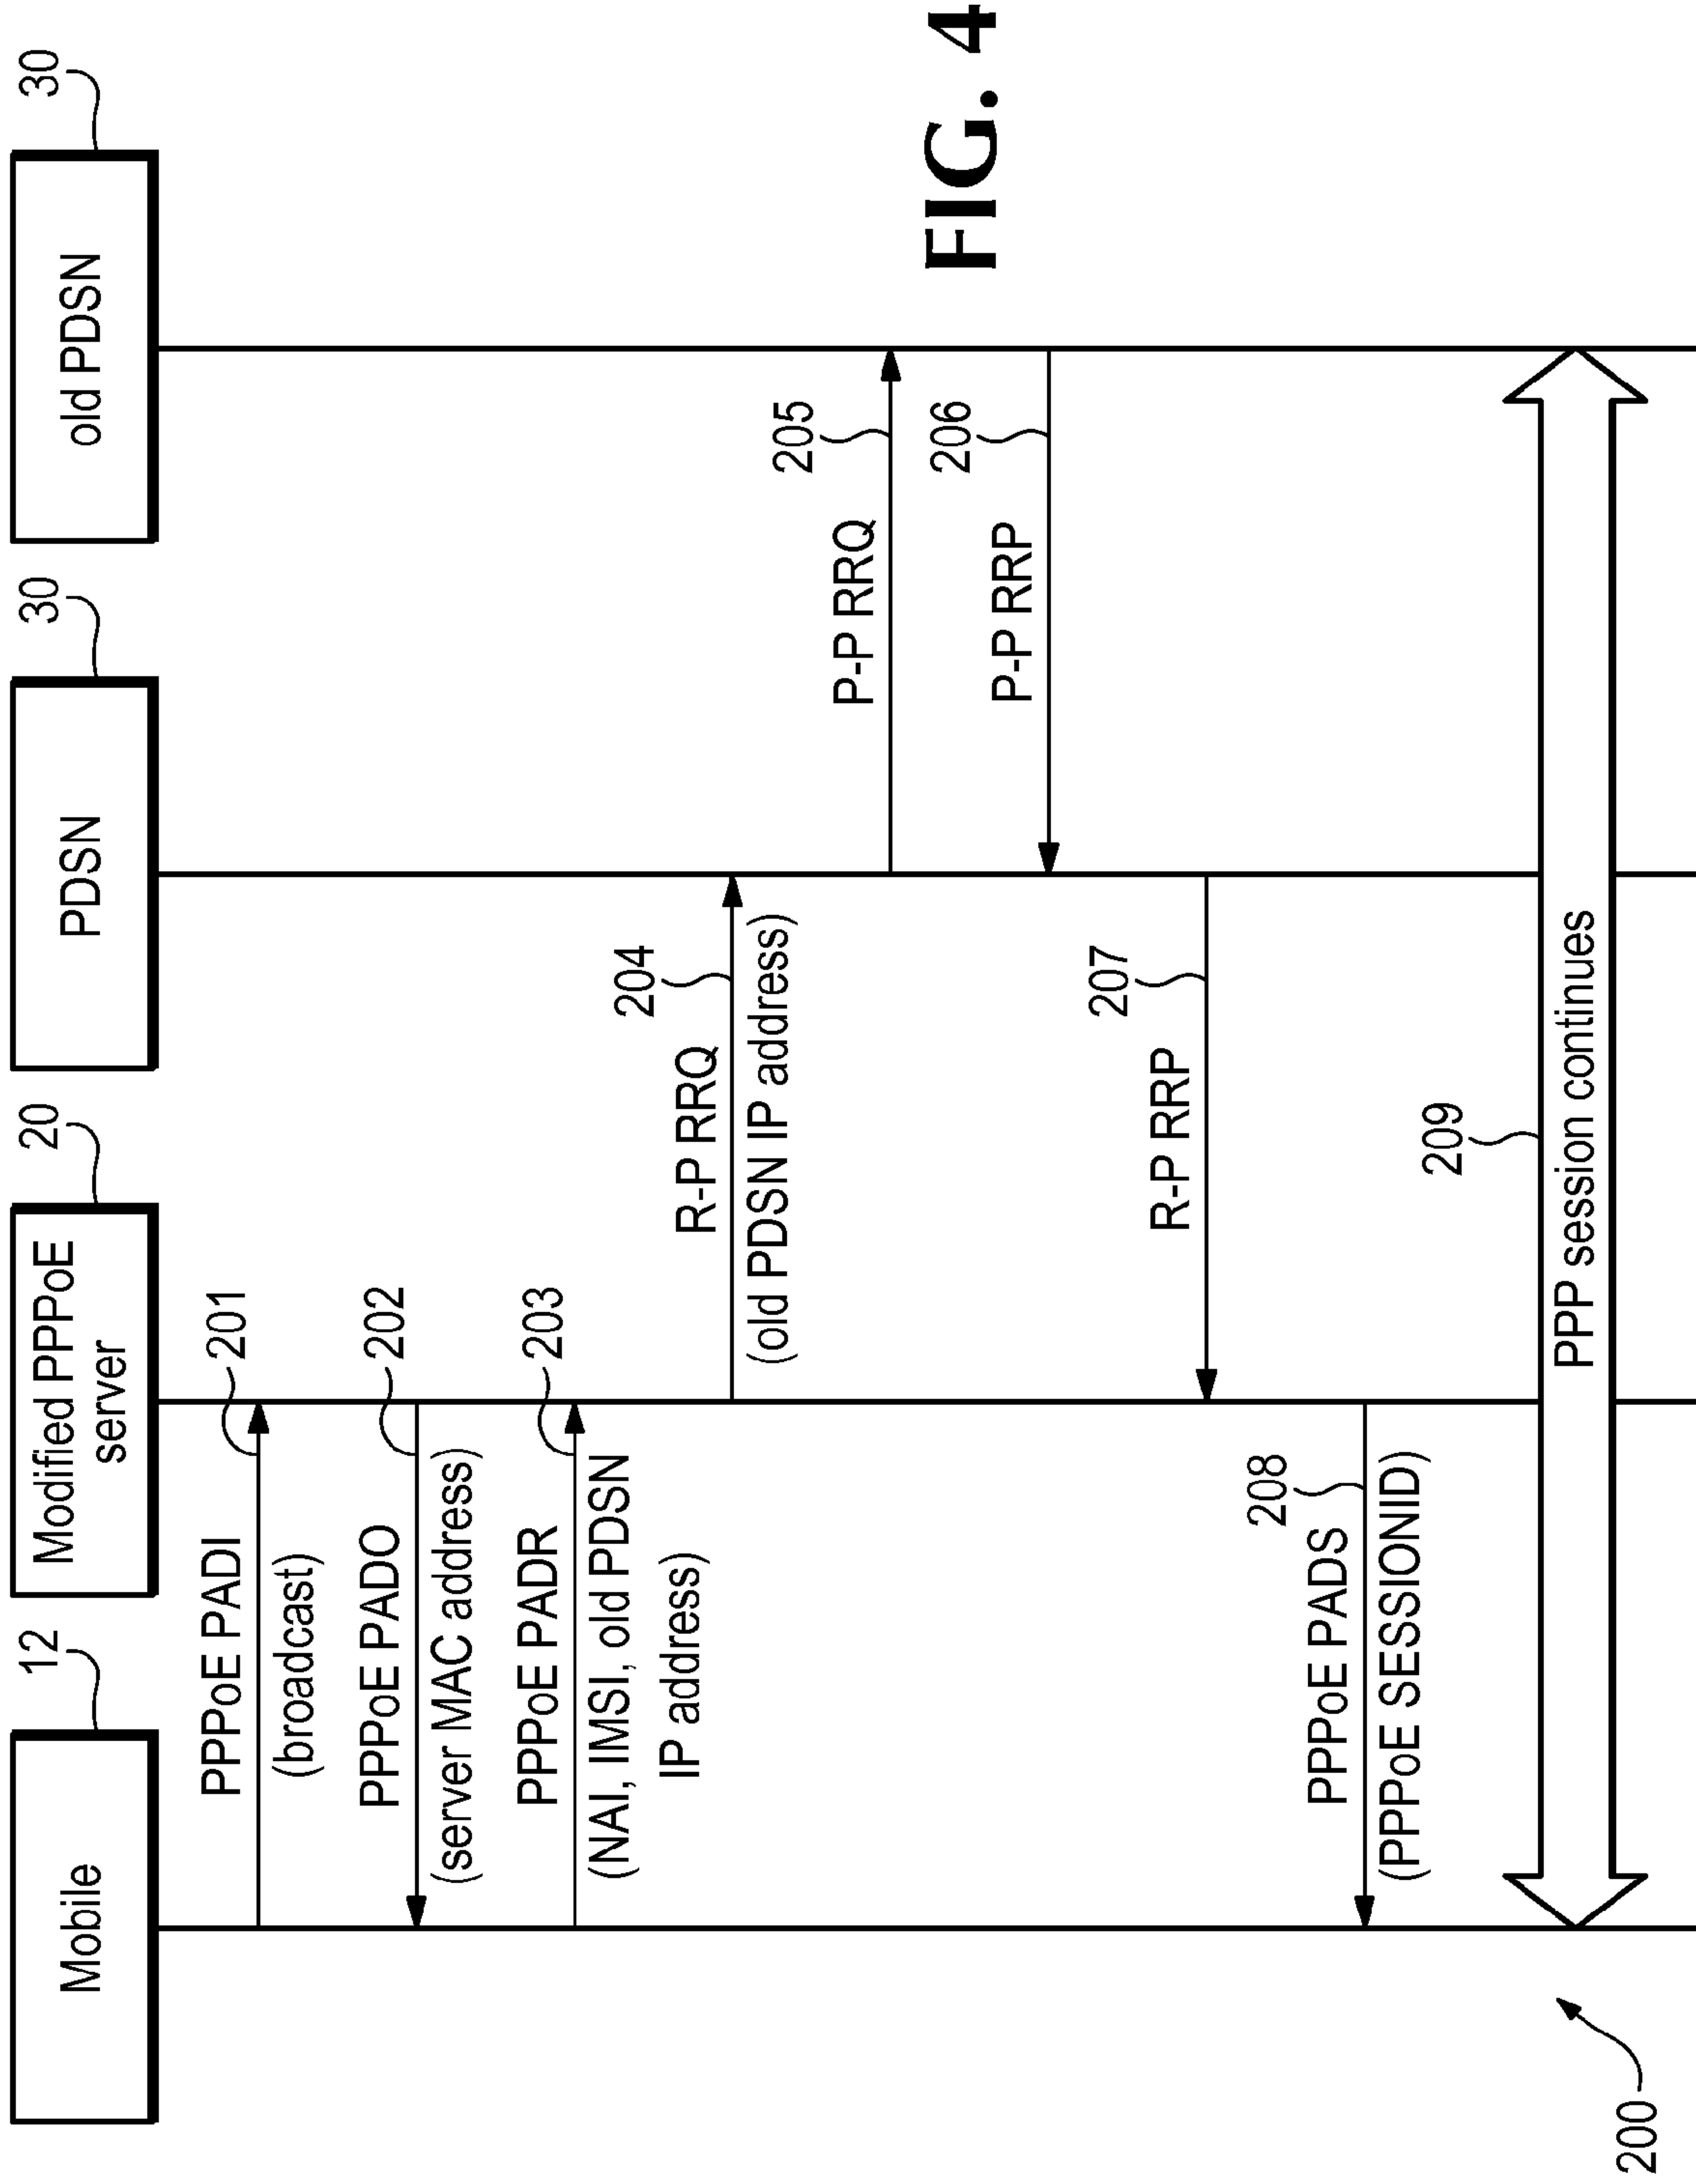 12
20
30
30
Mobile
Modified PPPoE
server
PDSN
old PDSN
PPPoE PADI
201
(broadcast)
PPPoE PADO
202
(server MAC address)
PPPoE PADR
203
(NAI, IMSI, old PDSN
IP address)
R-P RRQ
204
(old PDSN IP address)
P-P RRQ
205
P-P RRP
206
R-P RRP
207
PPPoE PADS
208
(PPPoE SESSIONID)
209
PPP session continues
200
FIG. 4